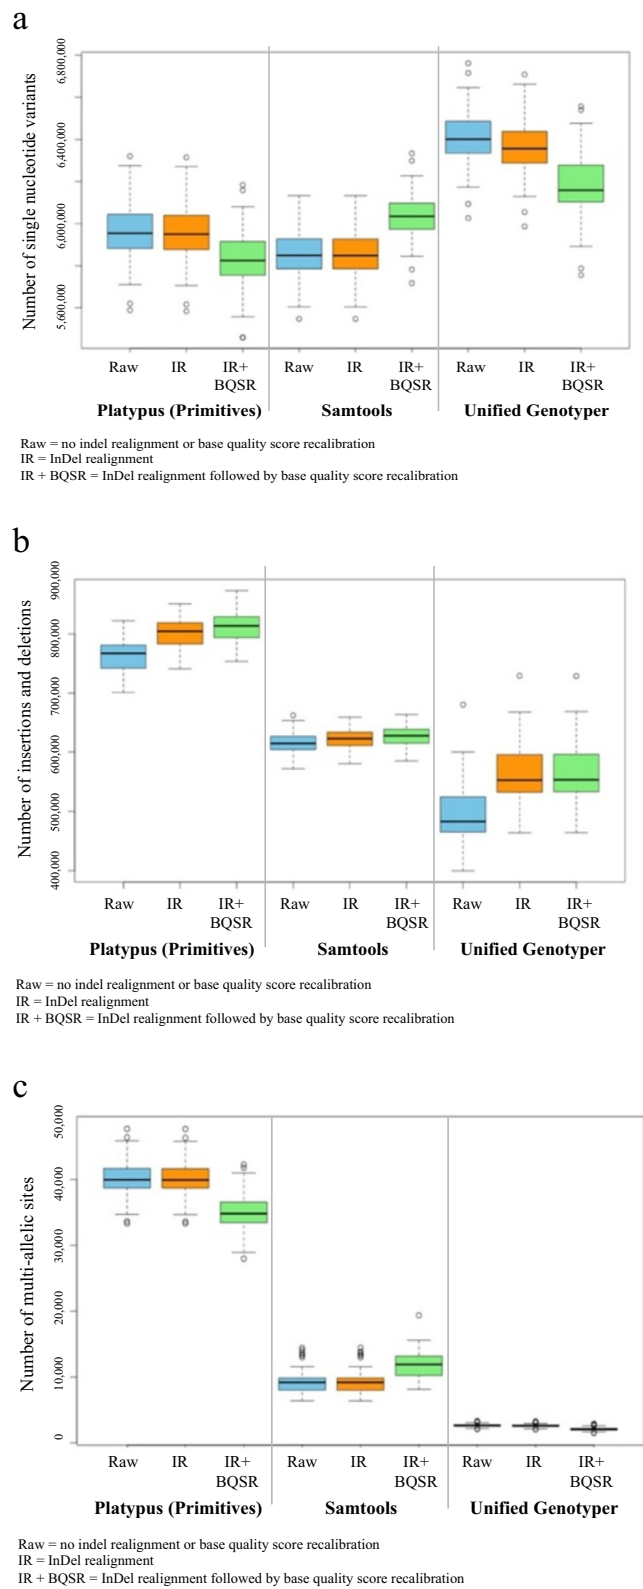 a
Number of single nucleotide variants
6,800,000
6,400,000
6,000,000
5,600,000
Raw IR IR+ BQSR Raw IR IR+ BQSR Raw IR IR+ BQSR
Platypus (Primitives) Samtools Unified Genotyper
Raw = no indel realignment or base quality score recalibration
IR = InDel realignment
IR + BQSR = InDel realignment followed by base quality score recalibration
b
Number of insertions and deletions
900,000
800,000
700,000
600,000
500,000
400,000
Raw IR IR+ BQSR Raw IR IR+ BQSR Raw IR IR+ BQSR
Platypus (Primitives) Samtools Unified Genotyper
Raw = no indel realignment or base quality score recalibration
IR = InDel realignment
IR + BQSR = InDel realignment followed by base quality score recalibration
c
Number of multi-allelic sites
50,000
40,000
30,000
20,000
10,000
0
Raw IR IR+ BQSR Raw IR IR+ BQSR Raw IR IR+ BQSR
Platypus (Primitives) Samtools Unified Genotyper
Raw = no indel realignment or base quality score recalibration
IR = InDel realignment
IR + BQSR = InDel realignment followed by base quality score recalibration